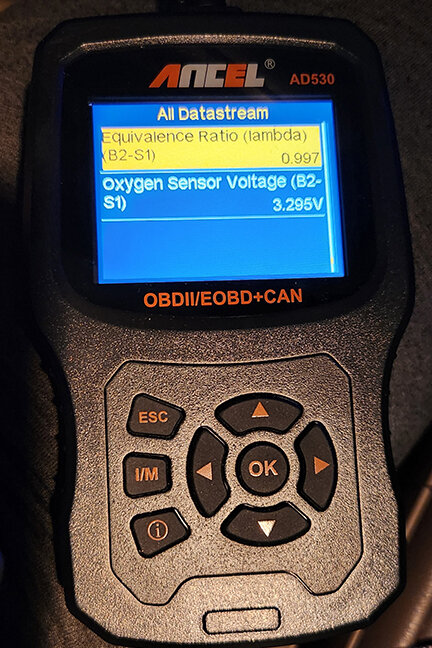 ANCEL®
AD530
All Datastream
Equivalence Ratio (lambda)
(B2-S1)
0.997
Oxygen Sensor Voltage (B2-
S1)
3.295V
OBDII/EOBD+CAN
ESC
I/M
OK